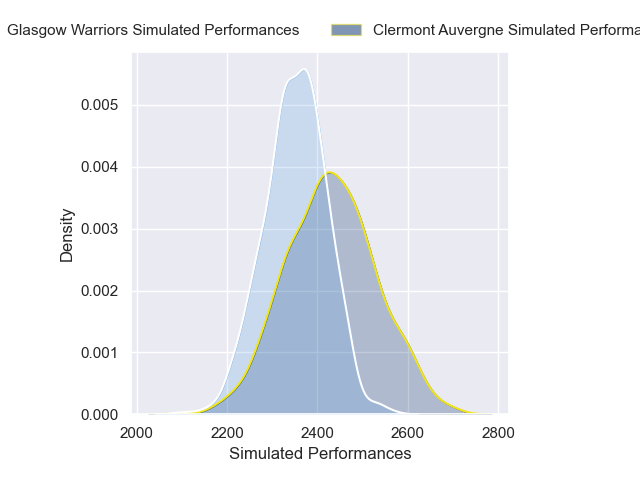 Glasgow Warriors Simulated Performances
Clermont Auvergne Simulated Performa
0.005
0.004
0.003
0.002
0.001
0.000
Density
2000 2200 2400 2600 2800
Simulated Performances